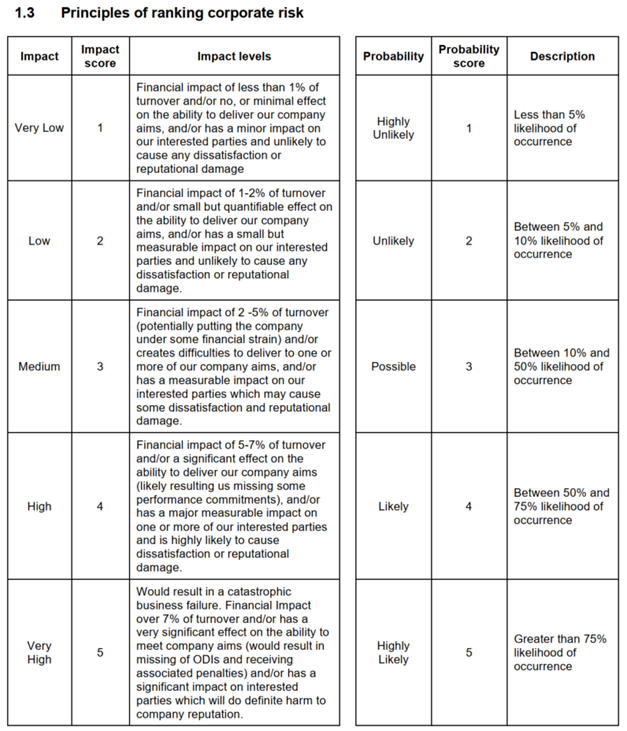 1.3 Principles of ranking corporate risk
Impact
Impact
score
Impact levels
Very Low
1
Financial impact of less than 1% of
turnover and/or no, or minimal effect
on the ability to deliver our company
aims, and/or has a minor impact on
our interested parties and unlikely to
cause any dissatisfaction or
reputational damage
Low
2
Financial impact of 1-2% of turnover
and/or small but quantifiable effect on
the ability to deliver our company
aims, and/or has a small but
measurable impact on our interested
parties and unlikely to cause any
dissatisfaction or reputational
damage.
Medium
3
Financial impact of 2 -5% of turnover
(potentially putting the company
under some financial strain) and/or
creates difficulties to deliver to one or
more of our company aims, and/or
has a measurable impact on our
interested parties which may cause
some dissatisfaction and reputational
damage.
High
4
Financial impact of 5-7% of turnover
and/or a significant effect on the
ability to deliver our company aims
(likely resulting us missing some
performance commitments), and/or
has a major measurable impact on
one or more of our interested parties
and is highly likely to cause
dissatisfaction or reputational
damage.
Very
High
5
Would result in a catastrophic
business failure. Financial Impact
over 7% of turnover and/or has a
very significant effect on the ability to
meet company aims (would result in
missing of ODIs and receiving
associated penalties) and/or has a
significant impact on interested
parties which will do definite harm to
company reputation.
Probability
Probability
score
Description
Highly
Unlikely
1
Less than 5%
likelihood of
occurrence
Unlikely
2
Between 5% and
10% likelihood of
occurrence
Possible
3
Between 10% and
50% likelihood of
occurrence
Likely
4
Between 50% and
75% likelihood of
occurrence
Highly
Likely
5
Greater than 75%
likelihood of
occurrence